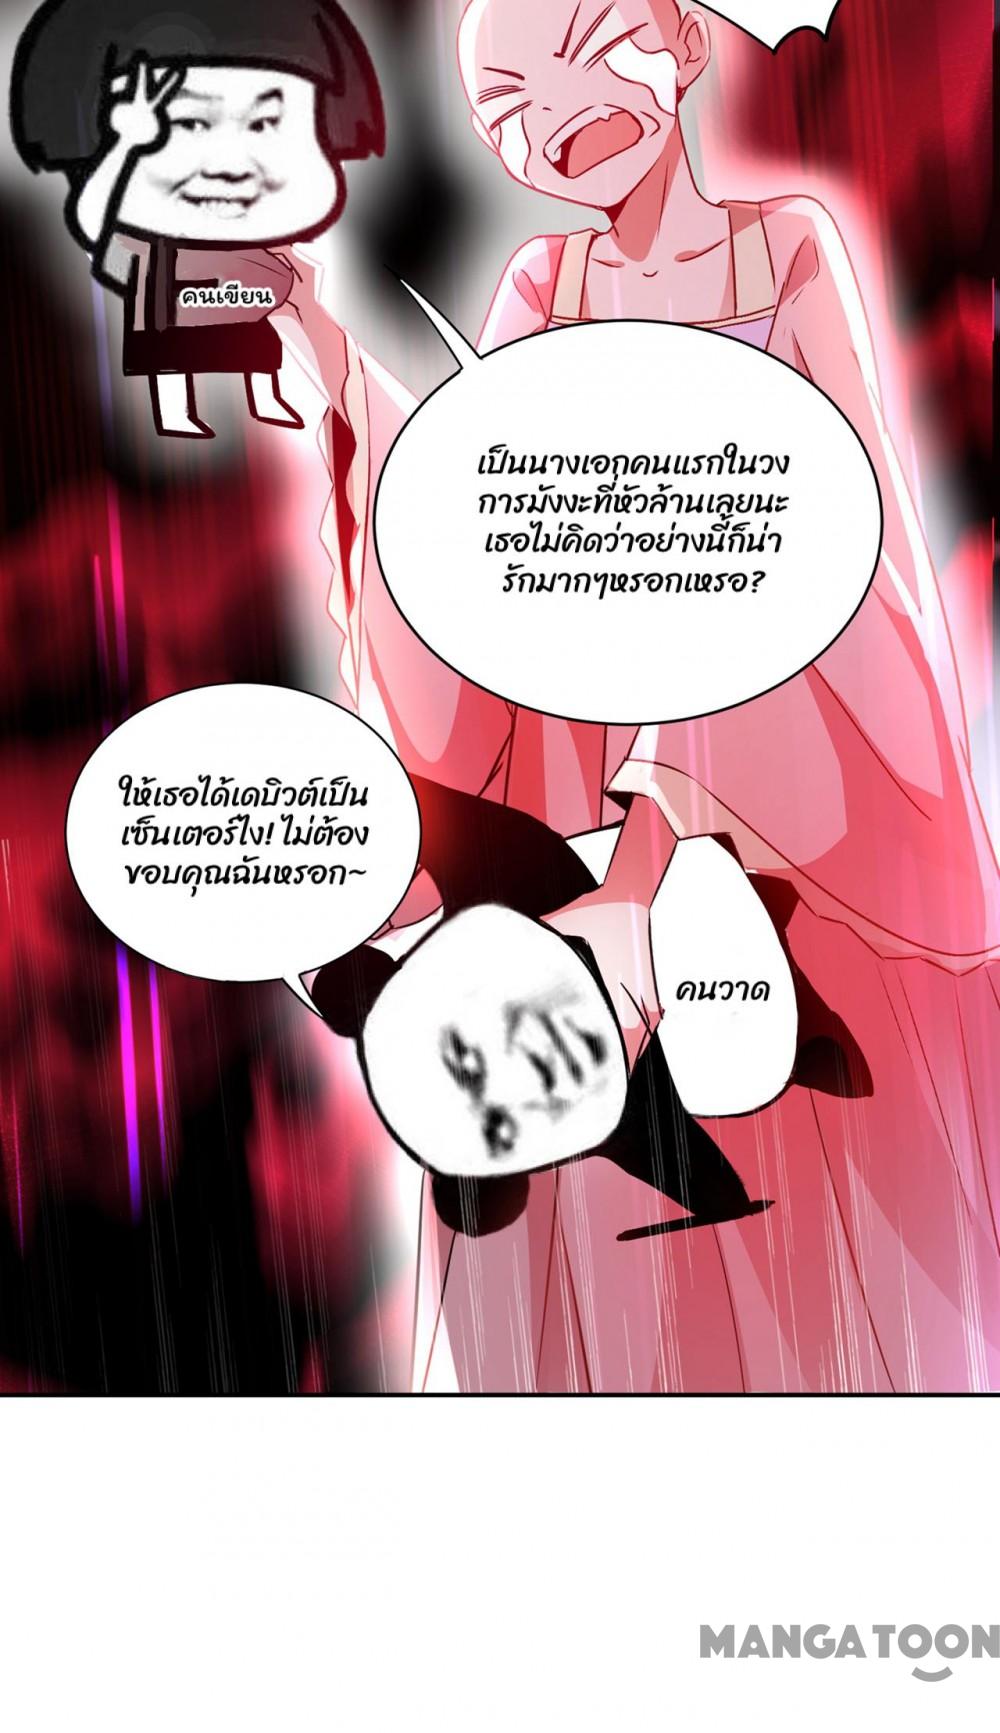 คนเขียน
เป็นนางเอกคนแรกในวง
การมังงะที่หัวล้านเลยนะ
เธอไม่คิดว่าอย่างนี้ก็น่า
รักมากๆหรอกเหรอ?
ให้เธอได้เดบิวต์เป็น
เซ็นเตอร์ไง! ไม่ต้อง
ขอบคุณฉันหรอก~
คนวาด
MANGATOON